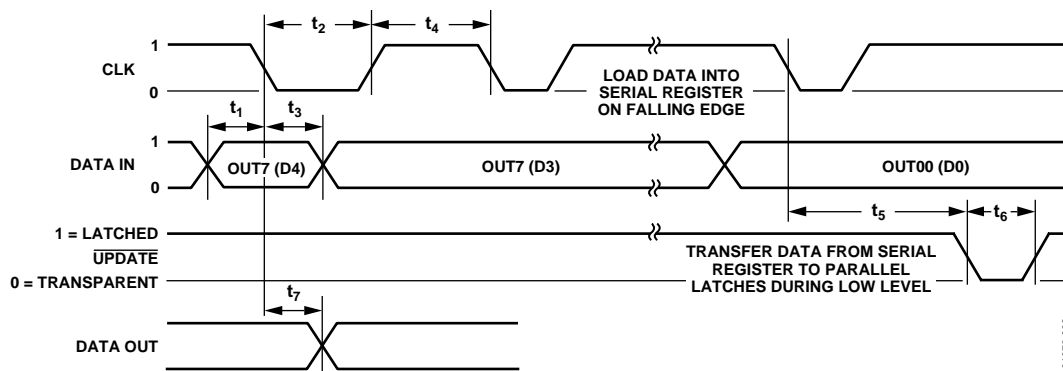 t2
t4
1
CLK
0
LOAD DATA INTO
SERIAL REGISTER
ON FALLING EDGE
t1
t3
1
DATA IN
0
OUT7 (D4)
OUT7 (D3)
OUT00 (D0)
t5
t6
1 = LATCHED
UPDATE
0 = TRANSPARENT
TRANSFER DATA FROM SERIAL
REGISTER TO PARALLEL
LATCHES DURING LOW LEVEL
t7
DATA OUT